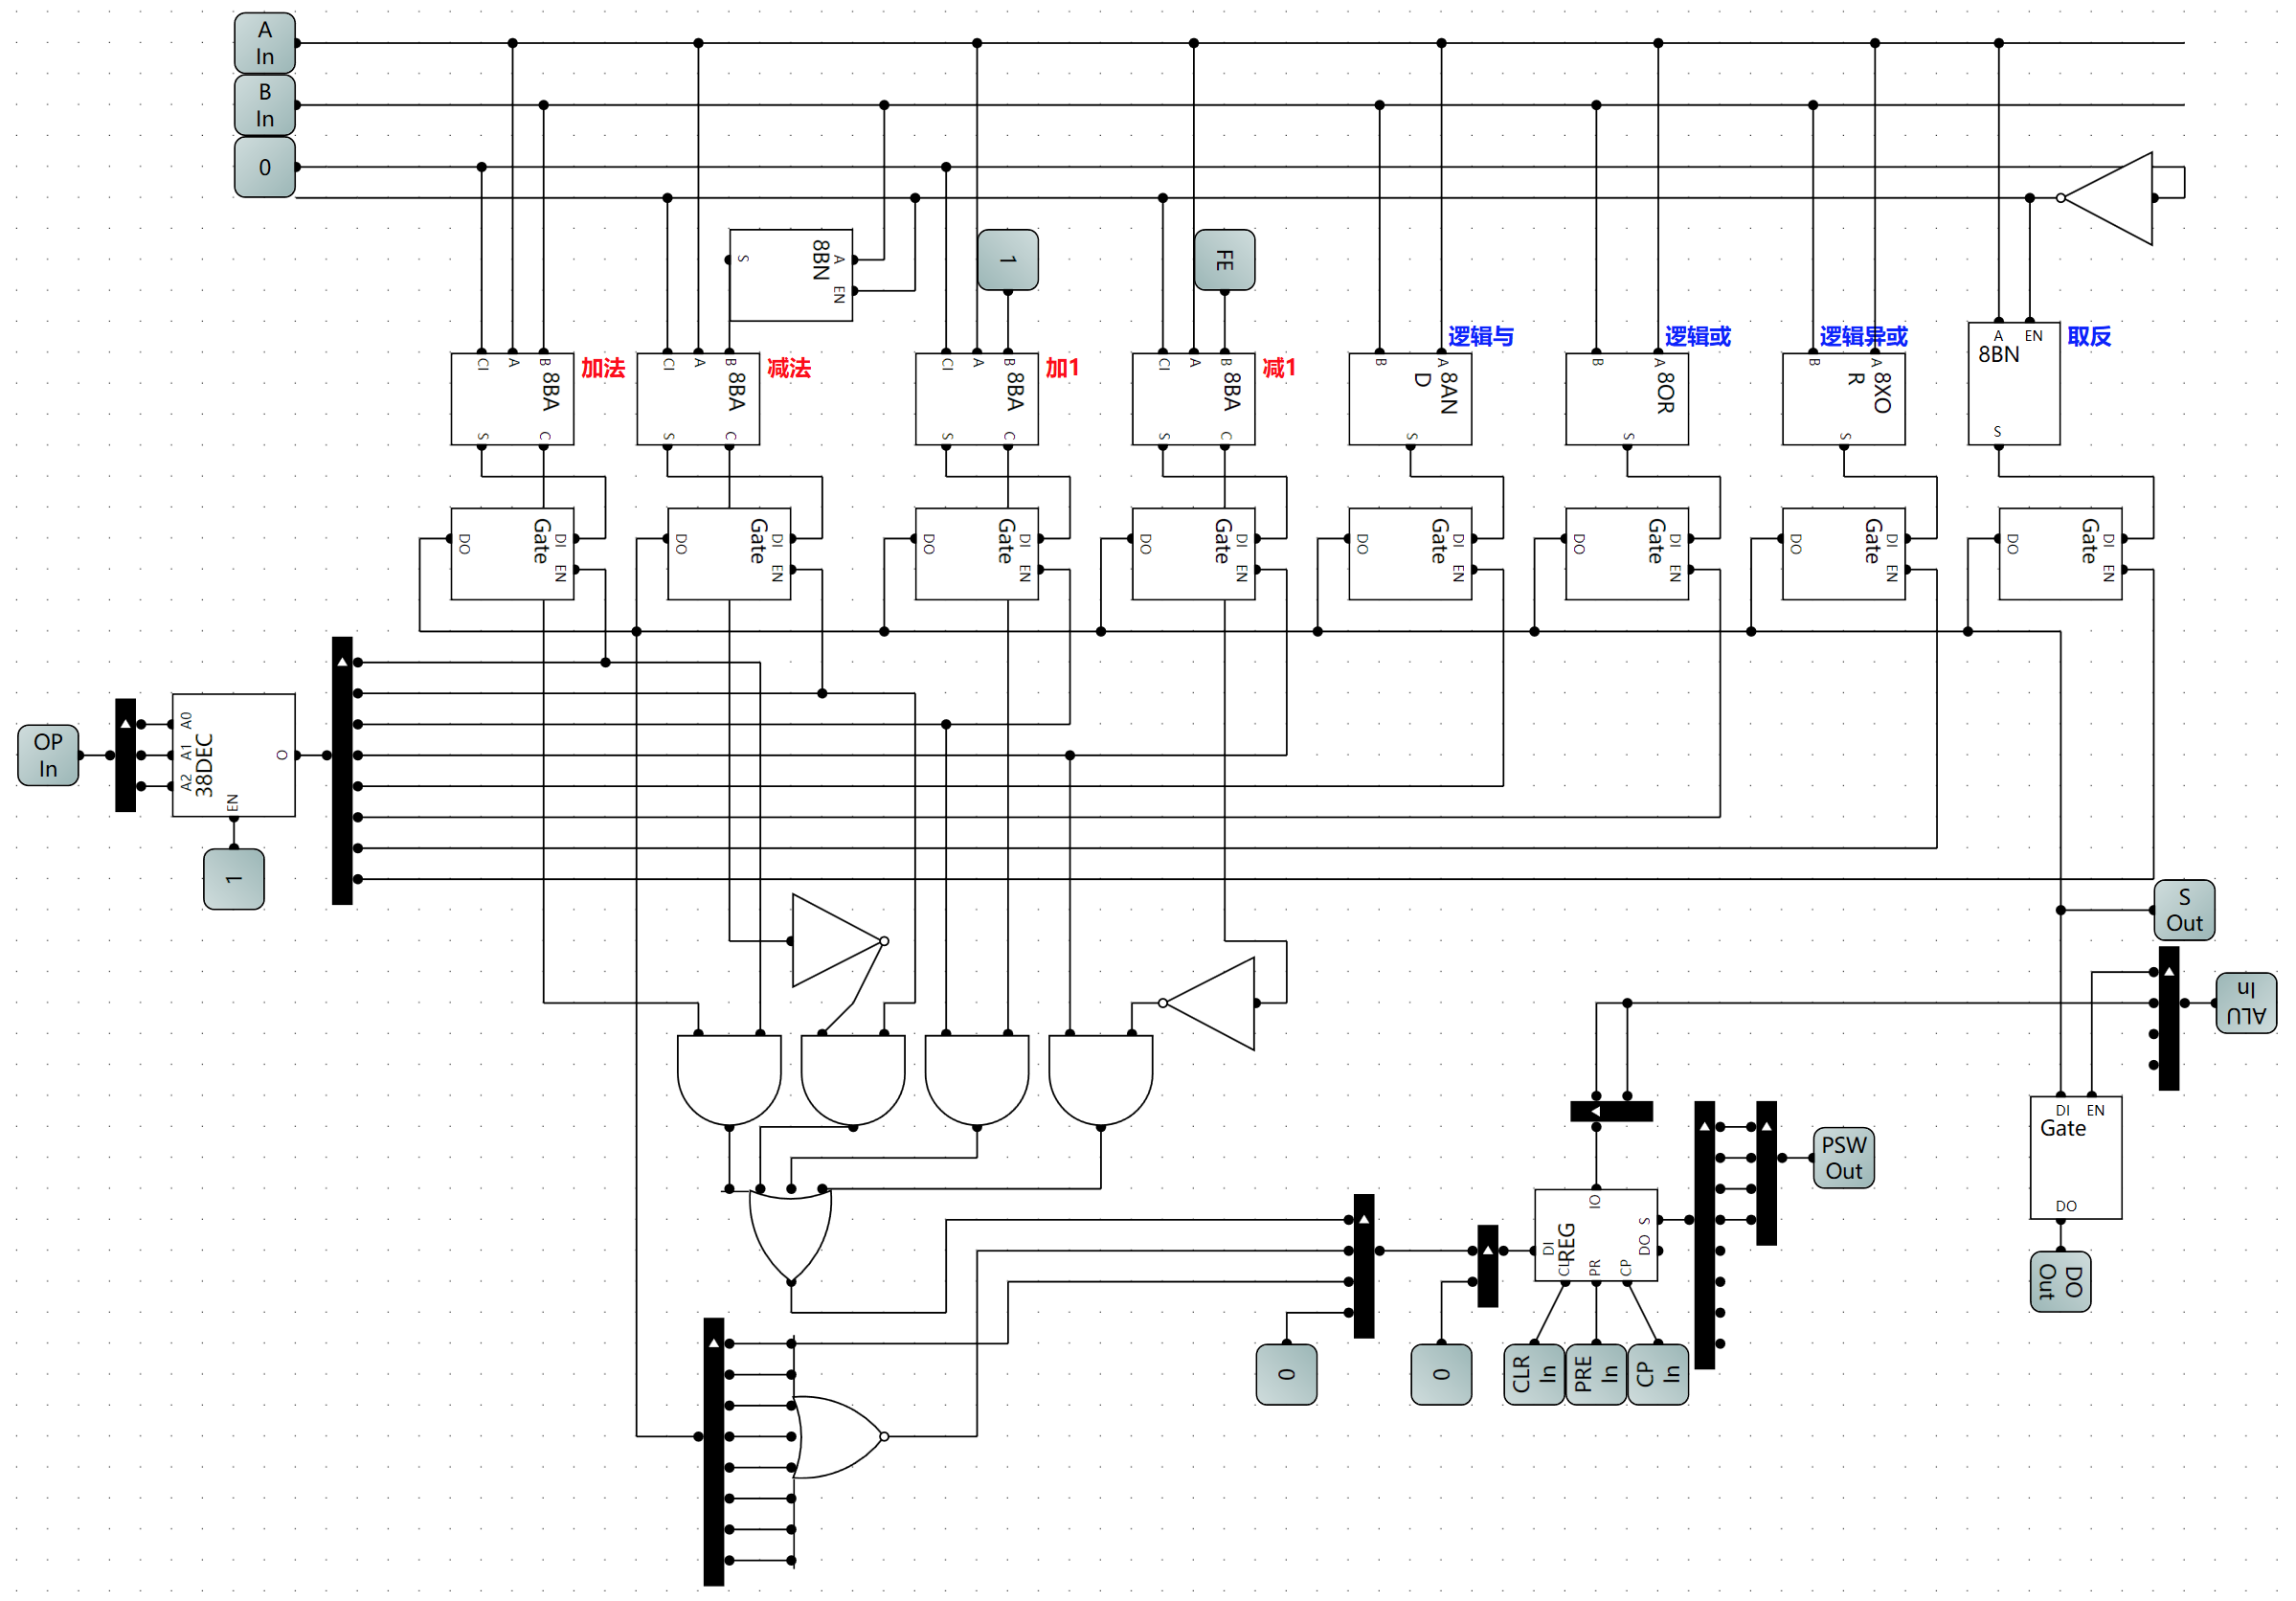 A
In
B
In
0
8BN
A
EN
S
1
FE
CI
A
B
8BA
S
C
加法
CI
A
B
8BA
S
C
减法
CI
A
B
8BA
S
C
加1
CI
A
B
8BA
S
C
减1
B
A
8AN
D
S
逻辑与
B
A
8OR
S
逻辑或
B
A
8XO
R
S
逻辑异或
A
EN
8BN
S
取反
DO
Gate
DI
EN
DO
Gate
DI
EN
DO
Gate
DI
EN
DO
Gate
DI
EN
DO
Gate
DI
EN
DO
Gate
DI
EN
DO
Gate
DI
EN
DO
Gate
DI
EN
OP
In
A0
A1
A2
38DEC
EN
O
1
S
Out
ALU
In
DI
EN
Gate
DO
DO
Out
PSW
Out
IO
DI
REG
S
DO
CL
PR
CP
0
0
CLR
In
PRE
In
CP
In